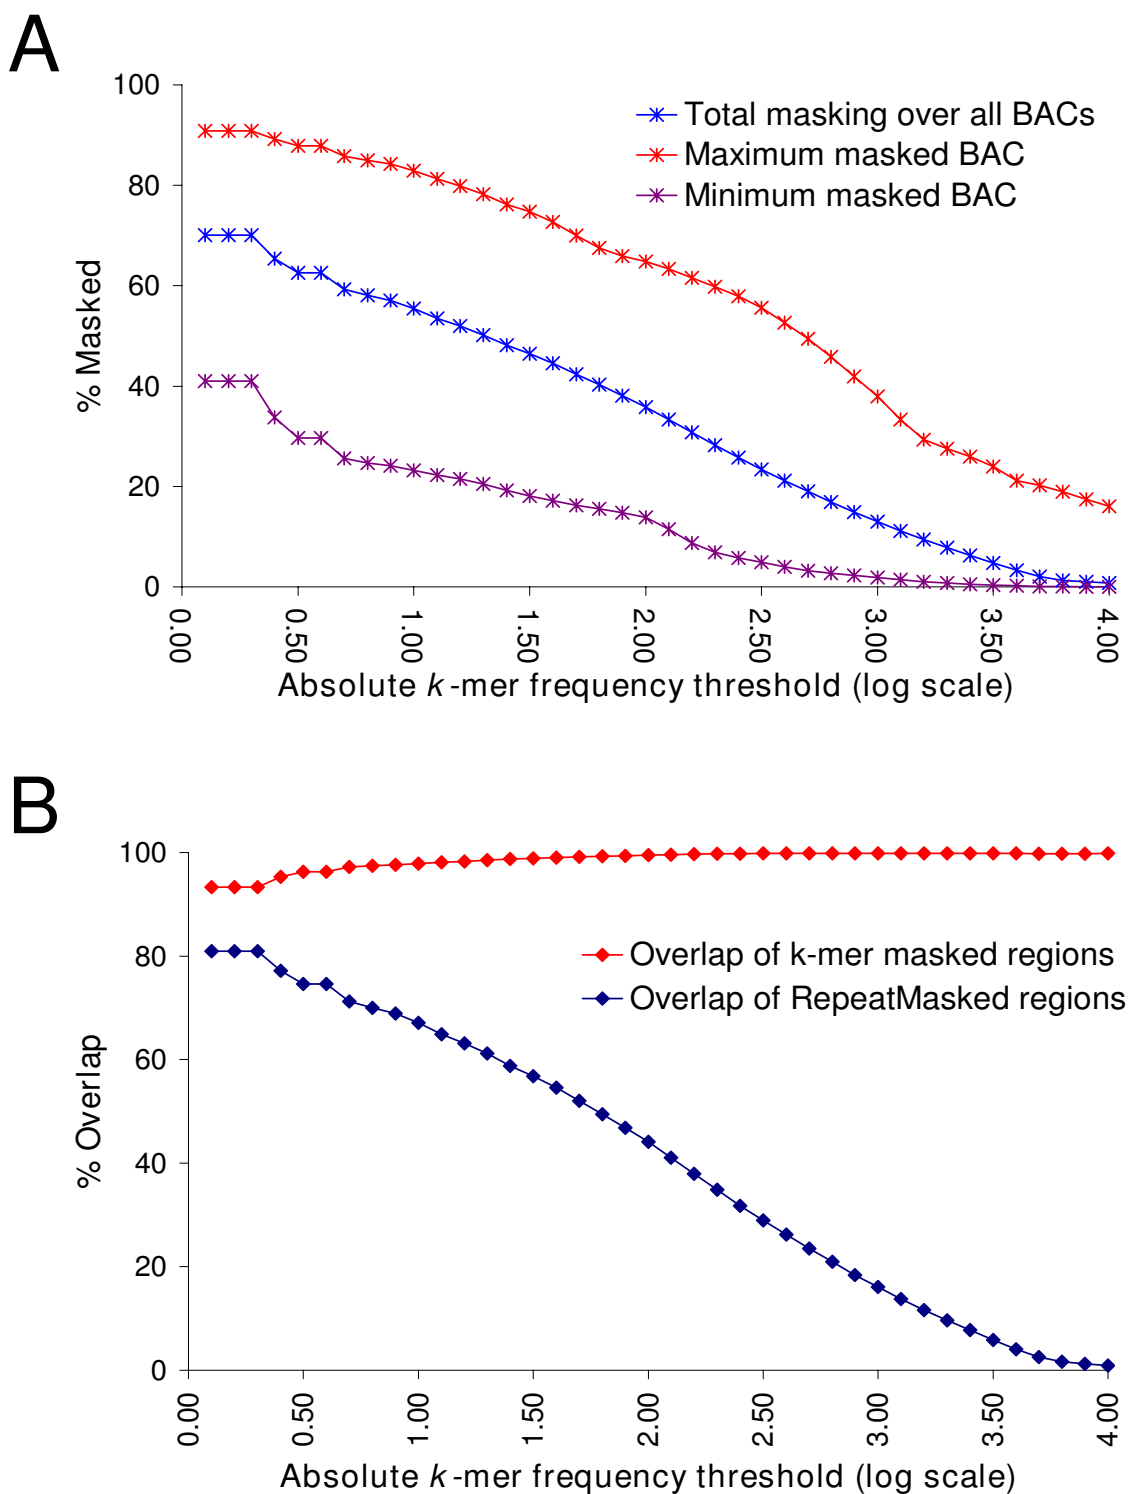 A
100
80
60
40
20
0
% Masked
Total masking over all BACs
Maximum masked BAC
Minimum masked BAC
0.00 0.50 1.00 1.50 2.00 2.50 3.00 3.50 4.00
Absolute k-mer frequency threshold (log scale)
B
100
80
60
40
20
0
% Overlap
Overlap of k-mer masked regions
Overlap of RepeatMasked regions
0.00 0.50 1.00 1.50 2.00 2.50 3.00 3.50 4.00
Absolute k-mer frequency threshold (log scale)